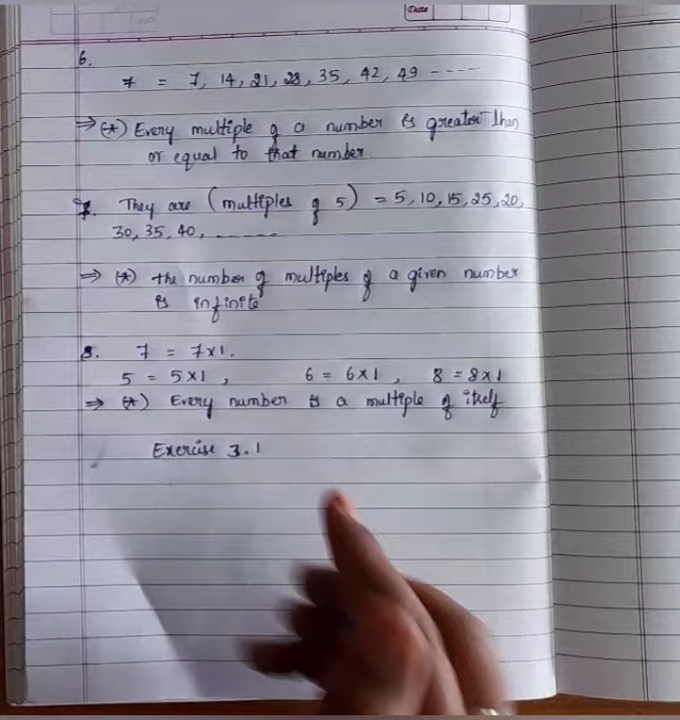 Date
6.
7 = 7, 14, 21, 28, 35, 42, 49 -----
⇒ (*) Every multiple of a number is greater than
or equal to that number
7. They are (multiples of 5) = 5, 10, 15, 25, 20,
30, 35, 40, ------
⇒ (*) the number of multiples of a given number
is infinite
8. 7 = 7×1.
5 = 5×1, 6 = 6×1, 8 = 8×1
⇒ (*) Every number is a multiple of itself
Exercise 3.1